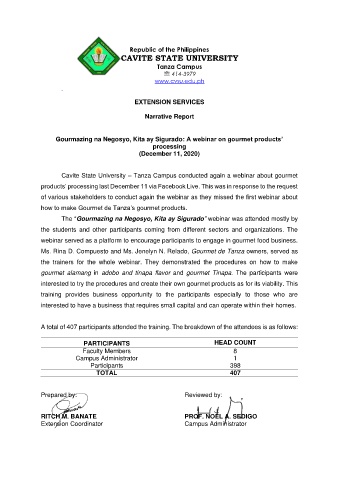 Republic of the Philippines
CAVITE STATE UNIVERSITY
Tanza Campus
☎ 414-3979
www.cvsu.edu.ph
EXTENSION SERVICES
Narrative Report
Gourmazing na Negosyo, Kita ay Sigurado: A webinar on gourmet products'
processing
(December 11, 2020)
Cavite State University – Tanza Campus conducted again a webinar about gourmet
products' processing last December 11 via Facebook Live. This was in response to the request
of various stakeholders to conduct again the webinar as they missed the first webinar about
how to make Gourmet de Tanza's gourmet products.
The "Gourmazing na Negosyo, Kita ay Sigurado" webinar was attended mostly by
the students and other participants coming from different sectors and organizations. The
webinar served as a platform to encourage participants to engage in gourmet food business.
Ms. Rina D. Compuesto and Ms. Jenelyn N. Relado, Gourmet de Tanza owners, served as
the trainers for the whole webinar. They demonstrated the procedures on how to make
gourmet alamang in adobo and tinapa flavor and gourmet Tinapa. The participants were
interested to try the procedures and create their own gourmet products as for its viability. This
training provides business opportunity to the participants especially to those who are
interested to have a business that requires small capital and can operate within their homes.
A total of 407 participants attended the training. The breakdown of the attendees is as follows:
PARTICIPANTS HEAD COUNT
Faculty Members 8
Campus Administrator 1
Participants 398
TOTAL 407
Prepared by: Reviewed by:
RITCH M. BANATE PROF. NOEL A. SEDIGO
Extension Coordinator Campus Administrator